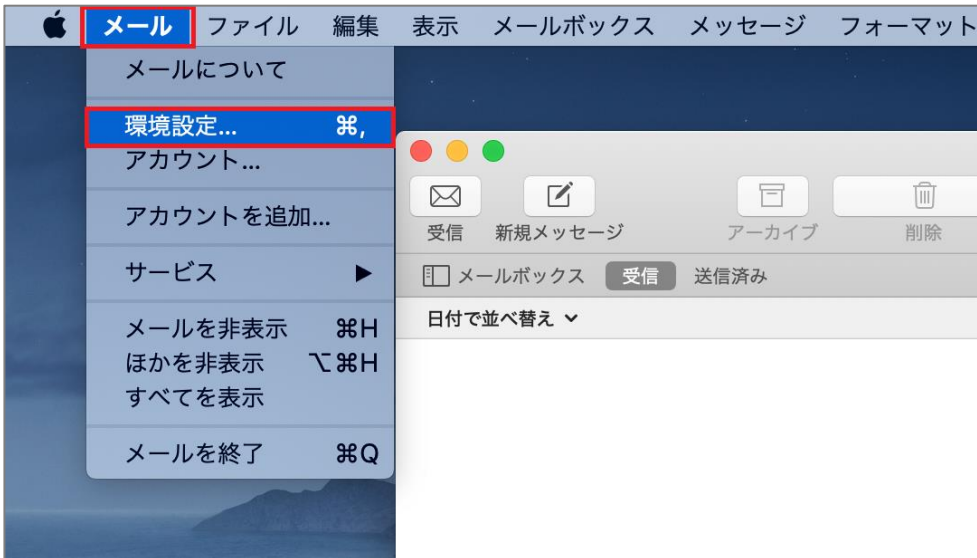 メール ファイル 編集 表示 メールボックス メッセージ フォーマット
メールについて
環境設定... ⌘,
アカウント...
アカウントを追加...
サービス ▶
メールを非表示 ⌘H
ほかを非表示 ⌥⌘H
すべてを表示
メールを終了 ⌘Q
受信 新規メッセージ アーカイブ 削除
メールボックス 受信 送信済み
日付で並べ替え